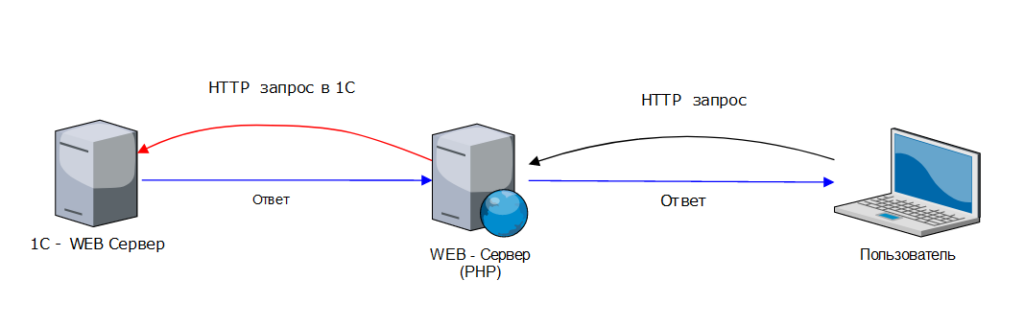 HTTP запрос в 1С
HTTP запрос
Ответ
Ответ
1С - WEB Сервер
WEB - Сервер
(PHP)
Пользователь